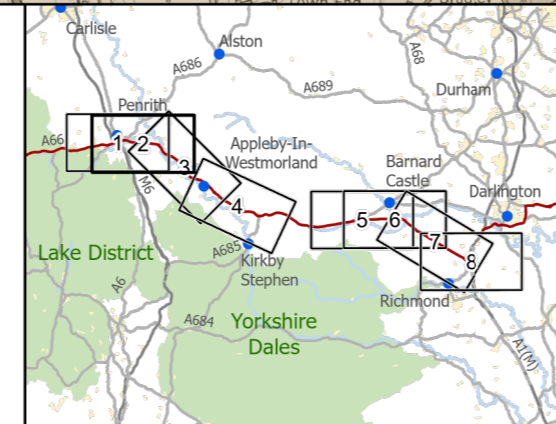 Carlisle
Alston
A686
A689
A68
Durham
Penrith
A66
1
2
3
Appleby-In-
Westmorland
Barnard
Castle
Darlington
M6
4
5
6
7
8
Lake District
A685
Kirkby
Stephen
Richmond
A6
A684
Yorkshire
Dales
A1(M)